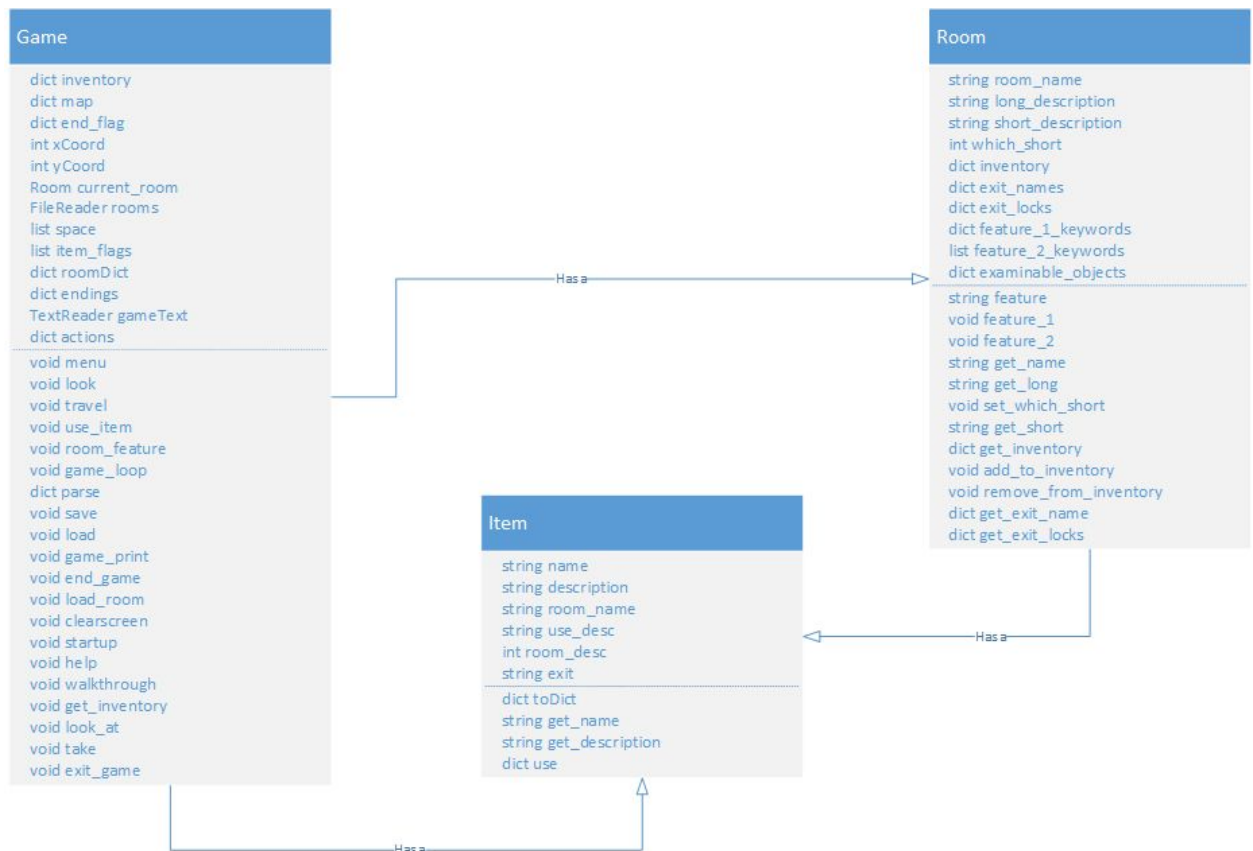 Game
dict inventory
dict map
dict end_flag
int xCoord
int yCoord
Room current_room
FileReader rooms
list space
list item_flags
dict roomDict
dict endings
TextReader gameText
dict actions
void menu
void look
void travel
void use_item
void room_feature
void game_loop
dict parse
void save
void load
void game_print
void end_game
void load_room
void clearscreen
void startup
void help
void walkthrough
void get_inventory
void look_at
void take
void exit_game
Has a
Room
string room_name
string long_description
string short_description
int which_short
dict inventory
dict exit_names
dict exit_locks
dict feature_1_keywords
list feature_2_keywords
dict examinable_objects
string feature
void feature_1
void feature_2
string get_name
string get_long
void set_which_short
string get_short
dict get_inventory
void add_to_inventory
void remove_from_inventory
dict get_exit_name
dict get_exit_locks
Has a
Item
string name
string description
string room_name
string use_desc
int room_desc
string exit
dict toDict
string get_name
string get_description
dict use
Has a